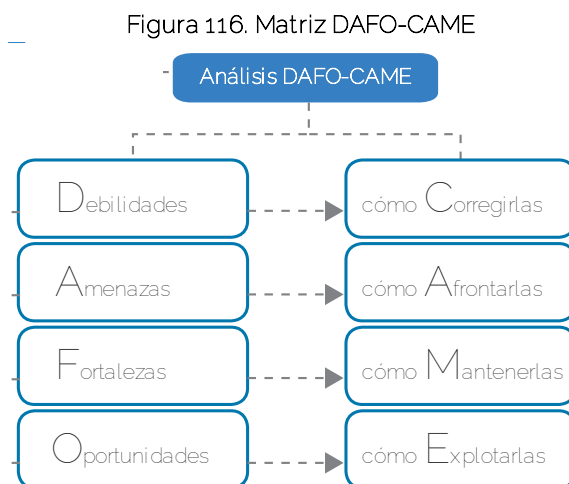 Figura 116. Matriz DAFO-CAME
Análisis DAFO-CAME
Debilidades
cómo Corregirlas
Amenazas
cómo Afrontarlas
Fortalezas
cómo Mantenerlas
Oportunidades
cómo Explotarlas